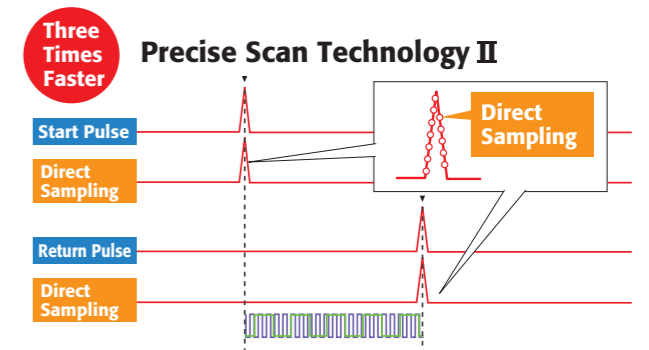 Three
Times
Faster
Precise Scan Technology II
Direct
Sampling
Start Pulse
Direct
Sampling
Return Pulse
Direct
Sampling